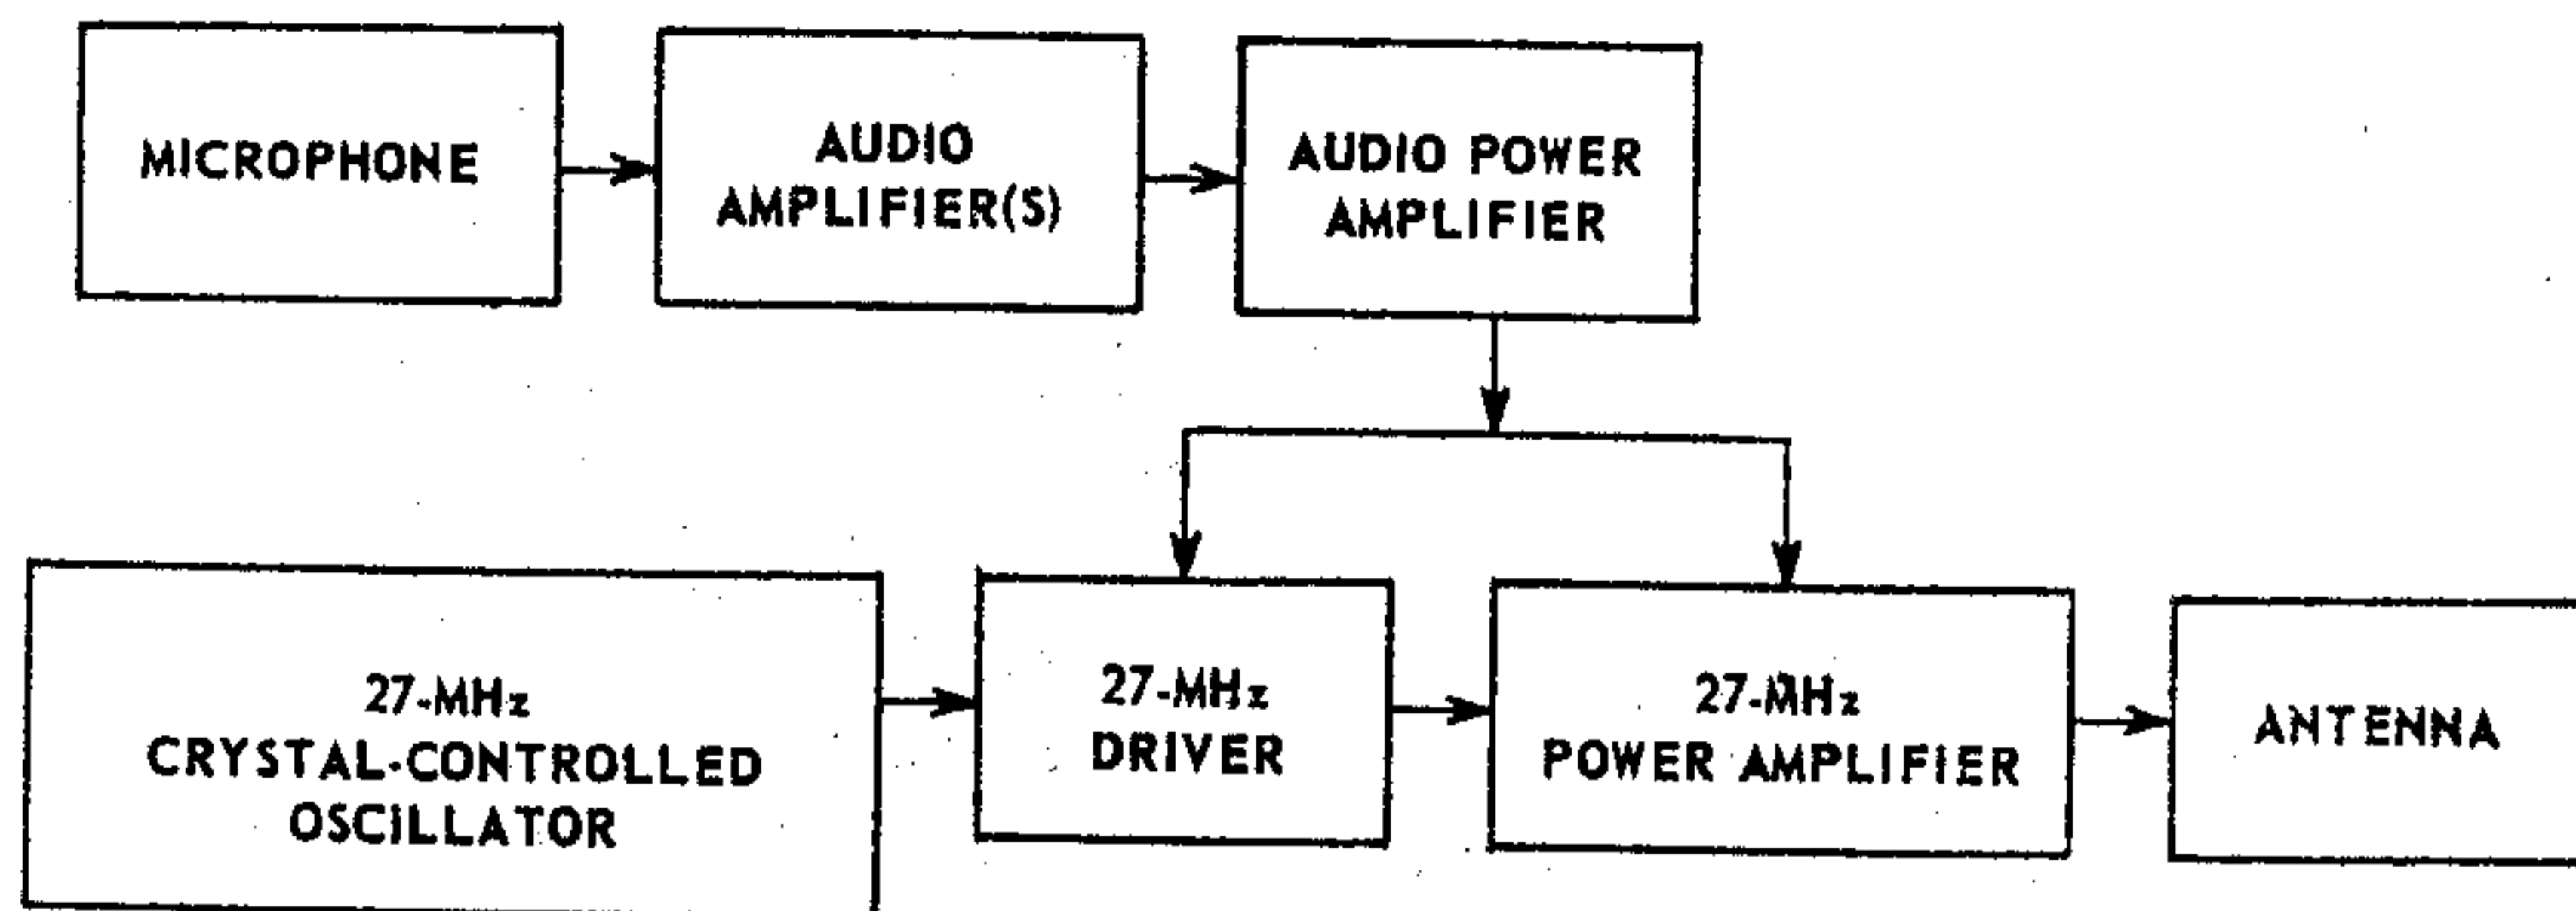 MICROPHONE
AUDIO
AMPLIFIER(S)
AUDIO POWER
AMPLIFIER
27-MHz
CRYSTAL-CONTROLLED
OSCILLATOR
27-MHz
DRIVER
27-MHz
POWER AMPLIFIER
ANTENNA